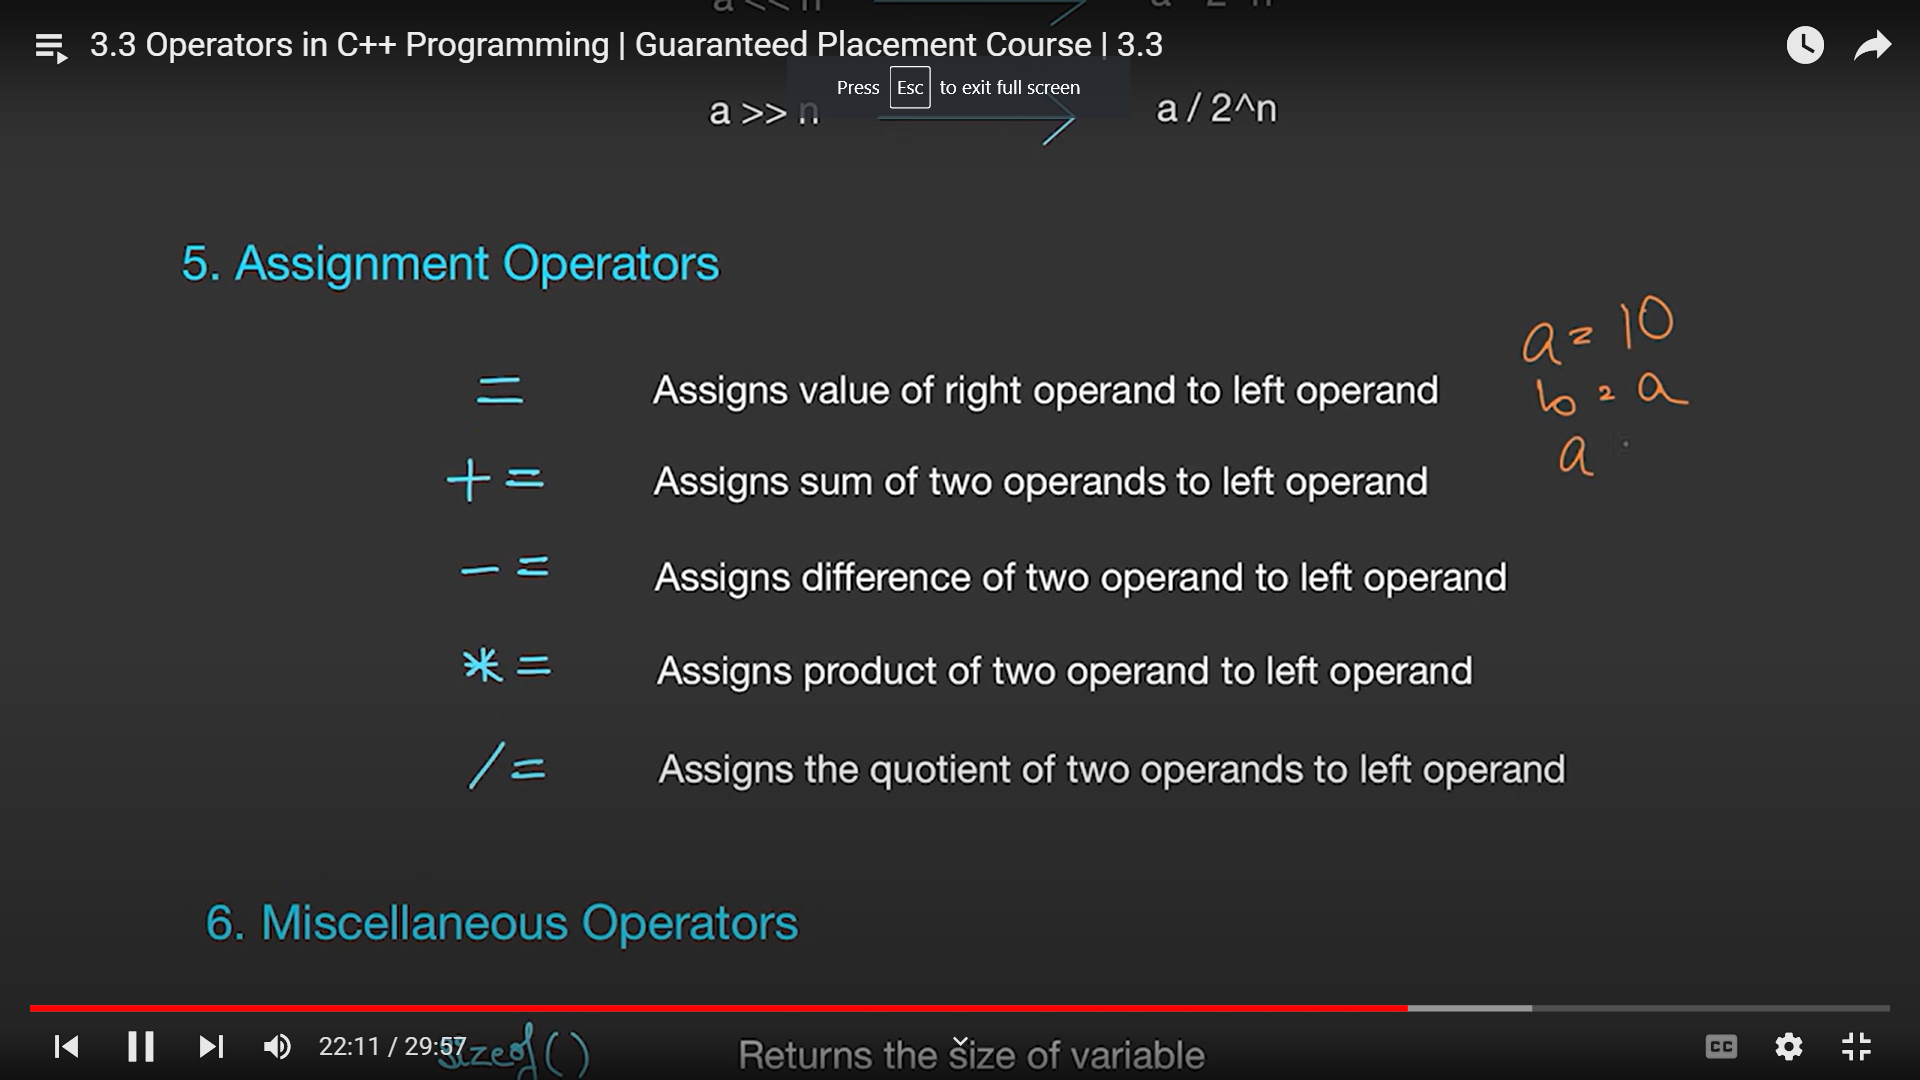 a << n
3.3 Operators in C++ Programming | Guaranteed Placement Course | 3.3
Press Esc to exit full screen
a >> n a / 2^n
5. Assignment Operators
a = 10
= Assigns value of right operand to left operand
b = a
a
+= Assigns sum of two operands to left operand
-= Assigns difference of two operand to left operand
*= Assigns product of two operand to left operand
/= Assigns the quotient of two operands to left operand
6. Miscellaneous Operators
22:11 / 29:57
sizeof() Returns the size of variable
CC